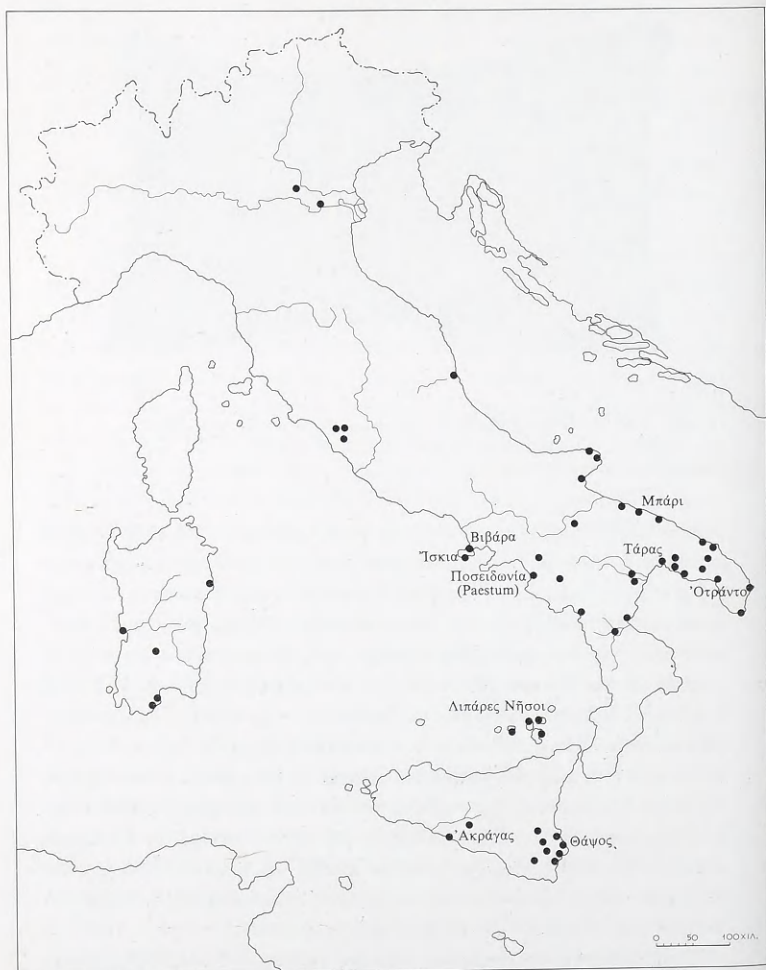 Μπάρι
Βιβάρα
Τάρας
Ἴσκια
Ποσειδωνία
(Paestum)
Ὀτράντο
Λιπάρες Νῆσοι
Ἀκράγας
Θάψος
0 50 100 ΧΙΛ.